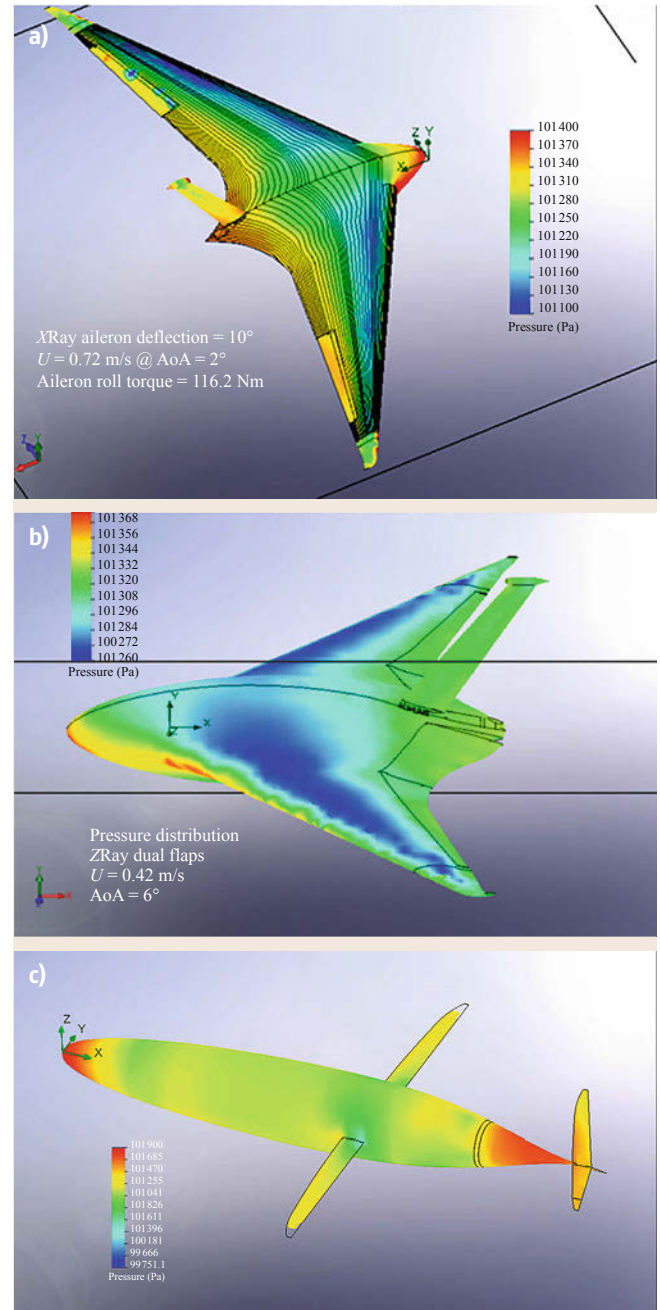 a)
Z Y
X
101400
101370
101340
101310
101280
101250
101220
101190
101160
101130
101100
Pressure (Pa)
XRay aileron deflection = 10°
U = 0.72 m/s @ AoA = 2°
Aileron roll torque = 116.2 Nm
b)
101368
101356
101344
101332
101320
101308
101296
101284
100272
101260
Pressure (Pa)
Y
X
Z
Pressure distribution
ZRay dual flaps
U = 0.42 m/s
AoA = 6°
c)
Z
Y
X
101900
101685
101470
101255
101041
101826
101611
101396
100181
99666
99751.1
Pressure (Pa)